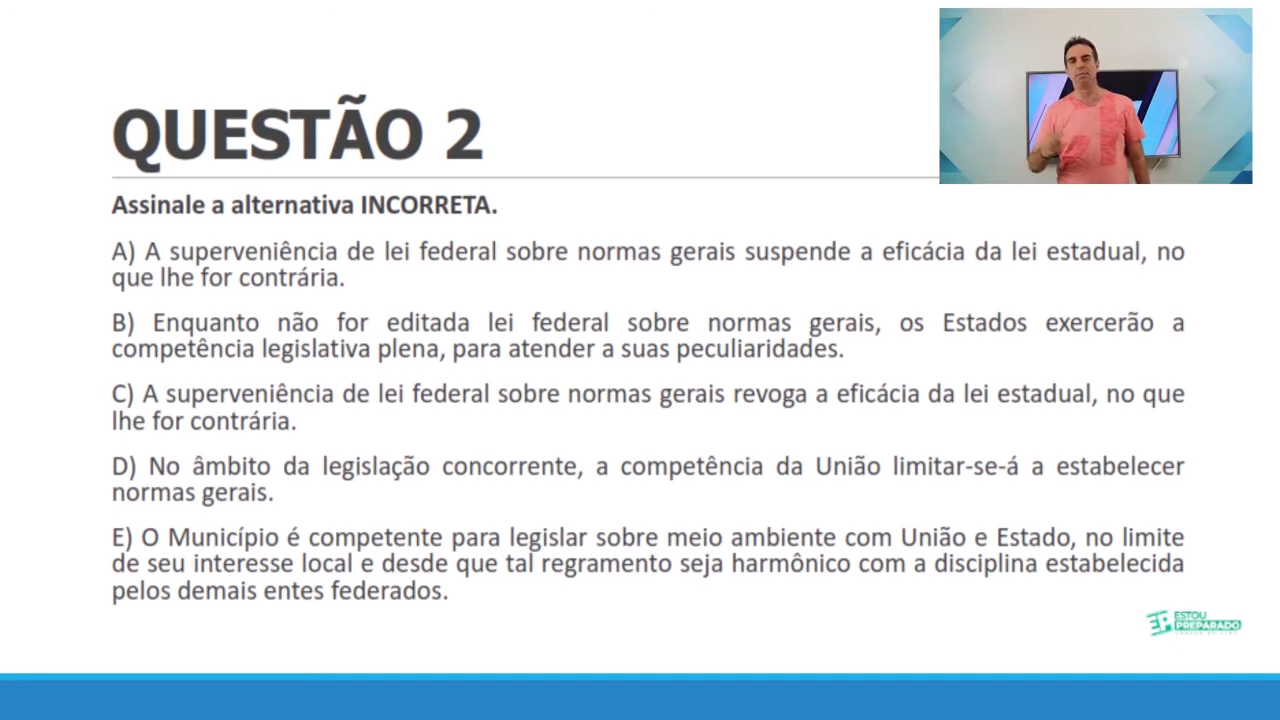 QUESTÃO 2
Assinale a alternativa INCORRETA.
A) A superveniência de lei federal sobre normas gerais suspende a eficácia da lei estadual, no
que lhe for contrária.
B) Enquanto não for editada lei federal sobre normas gerais, os Estados exercerão a
competência legislativa plena, para atender a suas peculiaridades.
C) A superveniência de lei federal sobre normas gerais revoga a eficácia da lei estadual, no que
lhe for contrária.
D) No âmbito da legislação concorrente, a competência da União limitar-se-á a estabelecer
normas gerais.
E) O Município é competente para legislar sobre meio ambiente com União e Estado, no limite
de seu interesse local e desde que tal regramento seja harmônico com a disciplina estabelecida
pelos demais entes federados.
EP ESTOU
PREPARADO